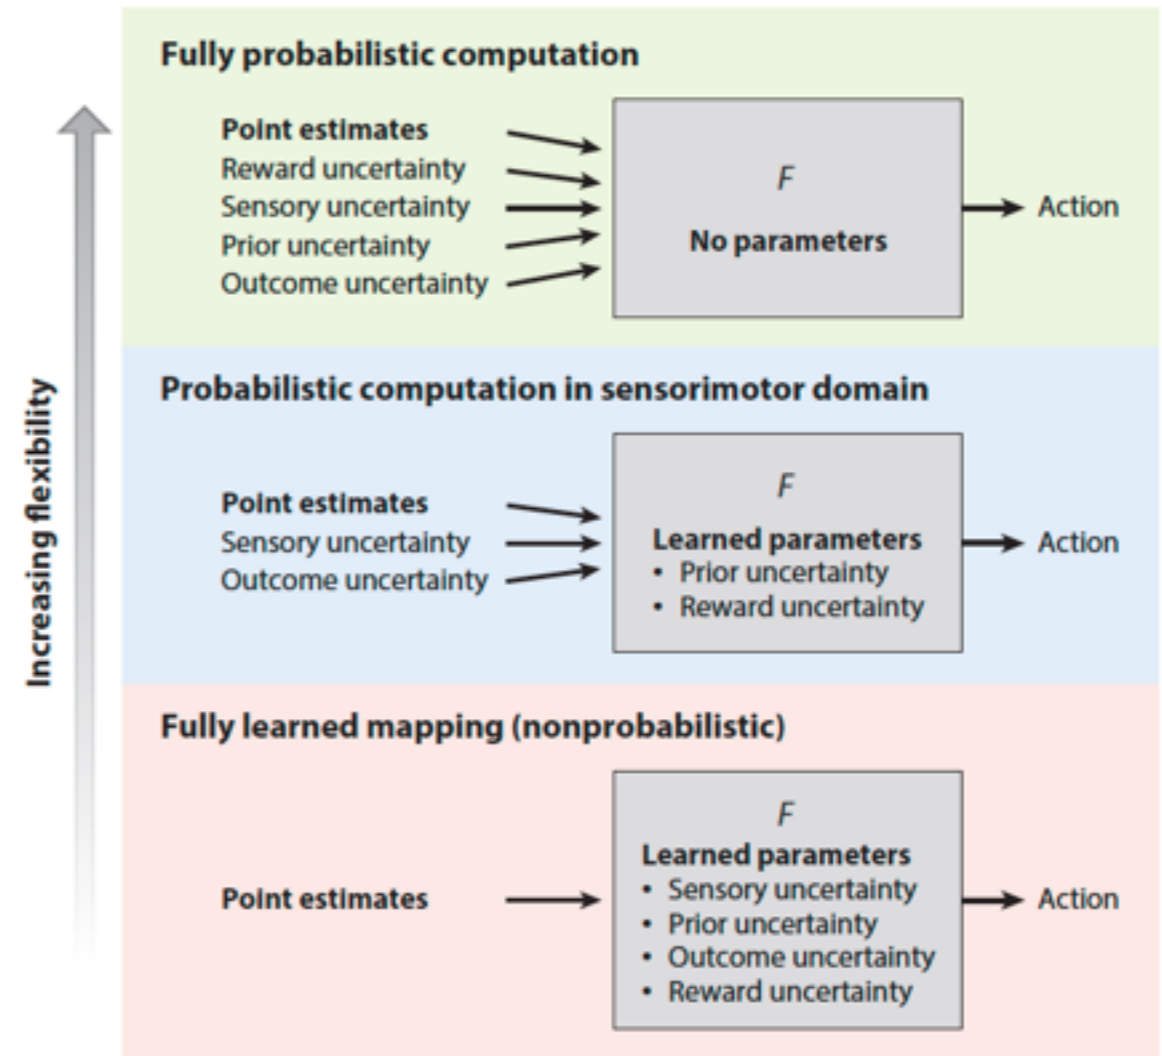 Fully probabilistic computation
Point estimates
Reward uncertainty
Sensory uncertainty
Prior uncertainty
Outcome uncertainty
F
No parameters
Action
Probabilistic computation in sensorimotor domain
Point estimates
Sensory uncertainty
Outcome uncertainty
F
Learned parameters
• Prior uncertainty
• Reward uncertainty
Action
Fully learned mapping (nonprobabilistic)
Point estimates
F
Learned parameters
• Sensory uncertainty
• Prior uncertainty
• Outcome uncertainty
• Reward uncertainty
Action
Increasing flexibility